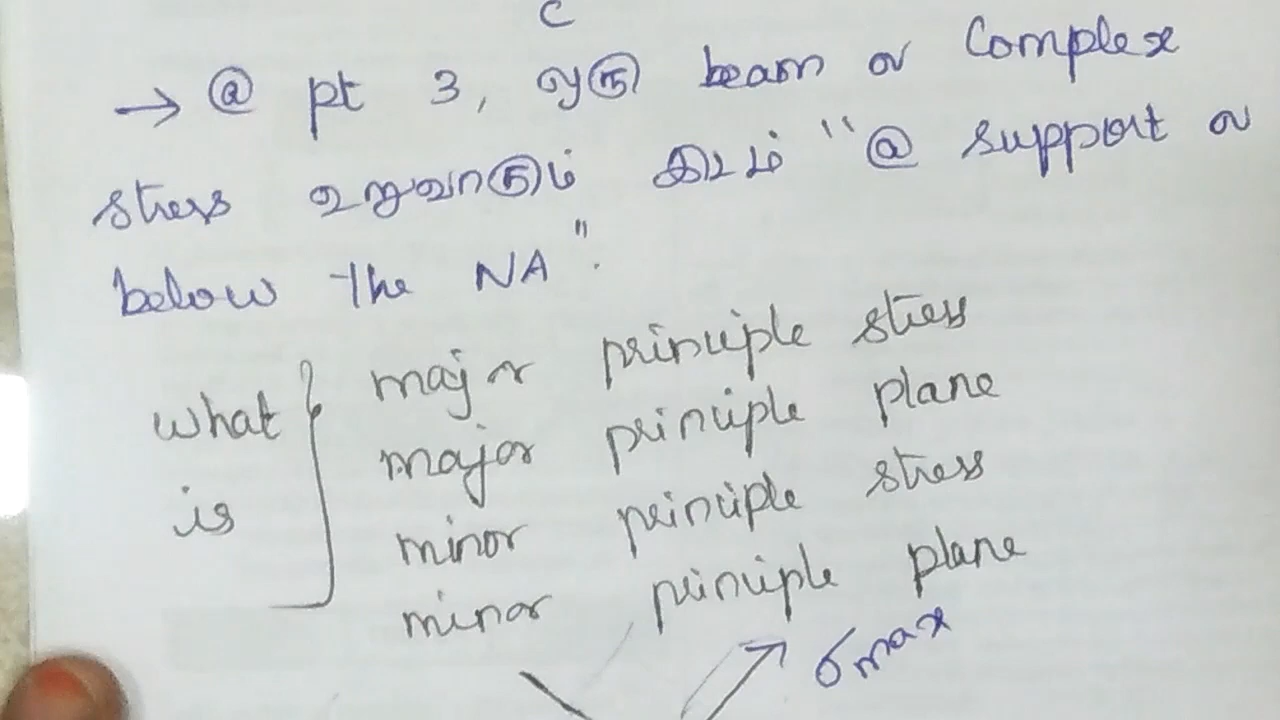 C
→ @ pt 3, ஒரு beam ல Complex
stress உறுவாகும் இடம் "@ support ல
below the NA".
what is } major principle stress
major principle plane
minor principle stress
minor principle plane
σmax